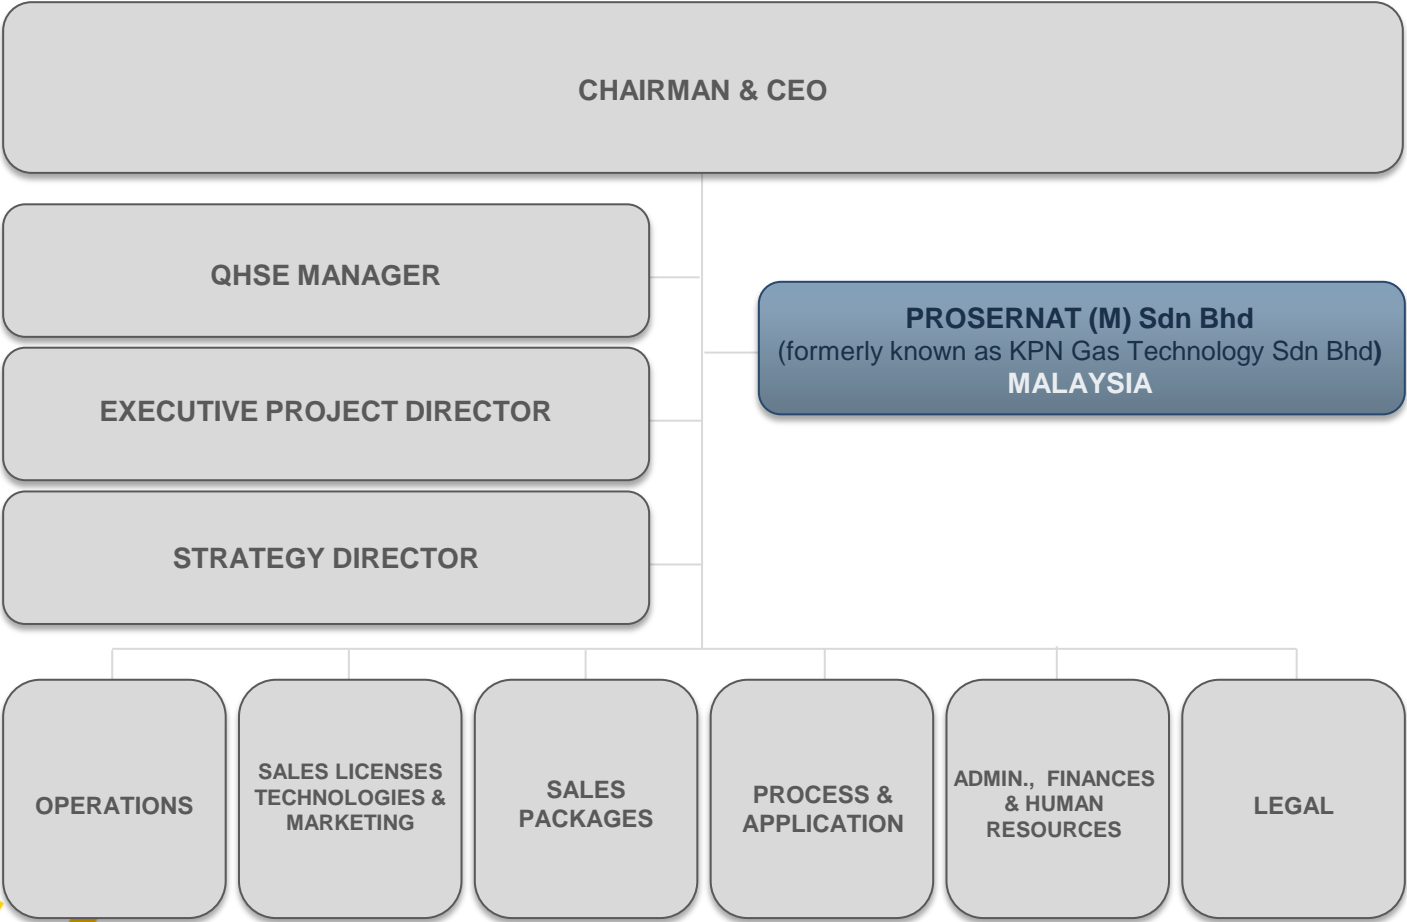 CHAIRMAN & CEO
QHSE MANAGER
PROSERNAT (M) Sdn Bhd
(formerly known as KPN Gas Technology Sdn Bhd)
MALAYSIA
EXECUTIVE PROJECT DIRECTOR
STRATEGY DIRECTOR
OPERATIONS
SALES LICENSES
TECHNOLOGIES &
MARKETING
SALES
PACKAGES
PROCESS &
APPLICATION
ADMIN., FINANCES
& HUMAN
RESOURCES
LEGAL